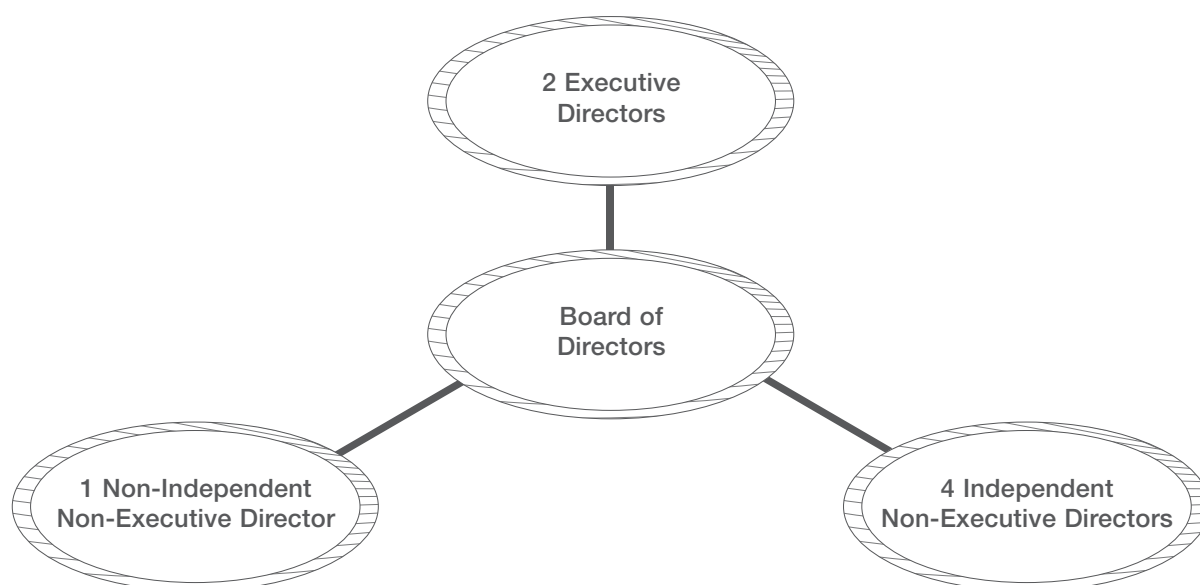 2 Executive
Directors
Board of
Directors
1 Non-Independent
Non-Executive Director
4 Independent
Non-Executive Directors